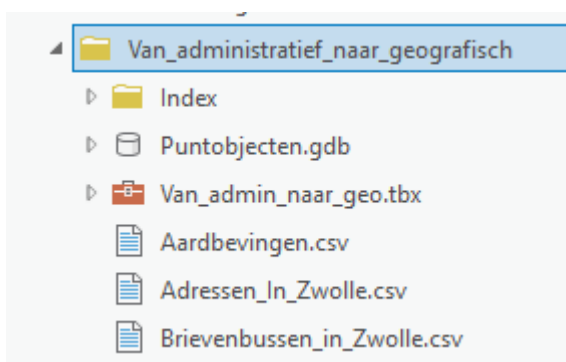 Van_administratief_naar_geografisch
Index
Puntobjecten.gdb
Van_admin_naar_geo.tbx
Aardbevingen.csv
Adressen_In_Zwolle.csv
Brievenbussen_in_Zwolle.csv